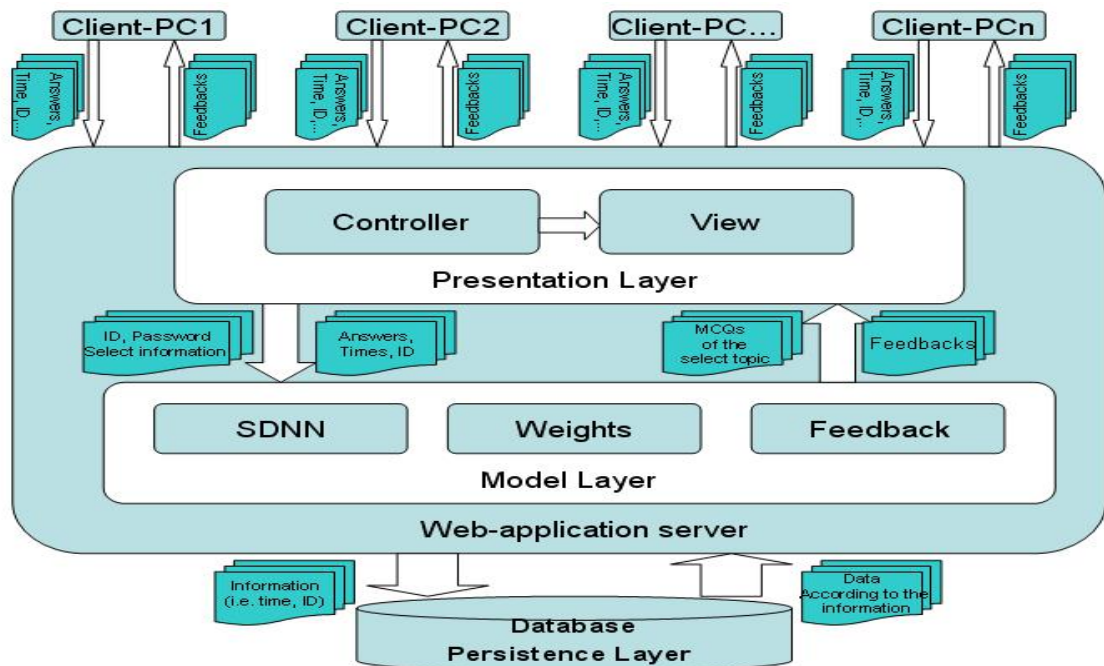 Client-PC1
Client-PC2
Client-PC...
Client-PCn
Answers,
Time, ID,
...
Feedbacks
Answers,
Time, ID,
...
Feedbacks
Answers,
Time, ID,
...
Feedbacks
Answers,
Time, ID,
...
Feedbacks
Controller
View
Presentation Layer
ID, Password
Select information
Answers,
Times, ID
MCQs
of the
select topic
Feedbacks
SDNN
Weights
Feedback
Model Layer
Web-application server
Information
(i.e. time, ID)
Data
According to the
information
Database
Persistence Layer